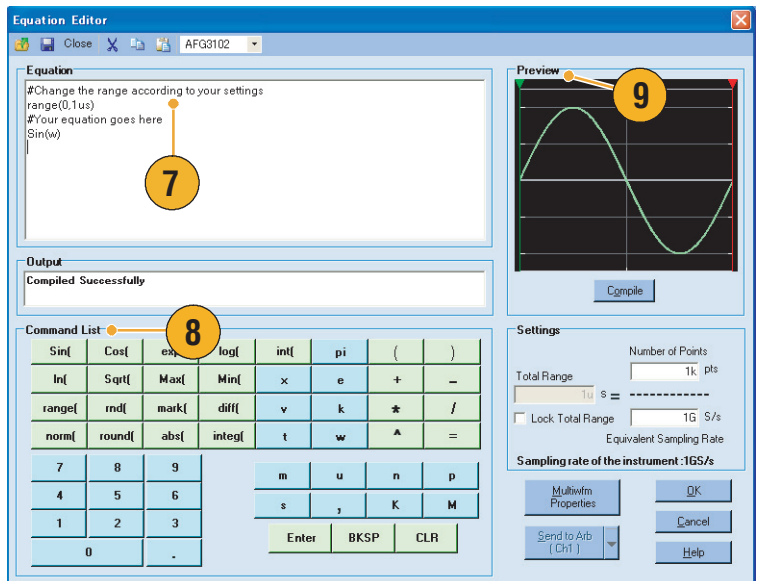 Equation Editor
Close AFG3102
Equation
#Change the range according to your settings
range(0,1us)
#Your equation goes here
Sin(w)
7
Output
Compiled Successfully
Preview
9
Compile
Command List
8
Sin( Cos( log( int( pi ( )
ln( Sqrt( Max( Min( x e + -
range( rnd( mark( diff( v k * /
norm( round( abs( integ( t w ^ =
7 8 9
4 5 6
1 2 3
0 .
m u n p
s , K M
Enter BKSP CLR
Settings
Number of Points
Total Range 1k pts
1u s = ------------
Lock Total Range 1G S/s
Equivalent Sampling Rate
Sampling rate of the instrument :1GS/s
Multiwfm
Properties
OK
Cancel
Send to Arb
( Ch1 )
Help